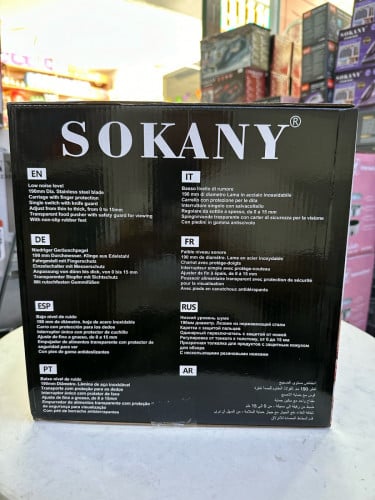 SOKANY®
EN
Low noise level
190mm Dia. Stainless steel blade
Carriage with finger protection
Single switch with knife guard
Adjust from thin to thick, from 0 to 15mm
Transparent food pusher with safety guard for viewing
With non-slip rubber feet
IT
Basso livello di rumore
190 mm di diametro Lama in acciaio inossidabile
Carrello con protezione per le dita
Interruttore singolo con salvacoltello
Regolare da sottile a spesso, da 0 a 15 mm
trasparente con carter di sicurezza per la visione
Con piedini in gomma antiscivolo
DE
Niedriger Geräuschpegel
190 mm Durchmesser. Klinge aus Edelstahl
mit Fingerschutz
mit Messerschutz
Anpassung von dünn bis dick, von 0 bis 15 mm
Transparenter Stopfer mit Sichtschutz
Mit rutschfesten Gummifüßen
FR
Faible niveau sonore
190 mm de diamètre, Lame en acier inoxydable
Chariot avec protège-doigts
Interrupteur simple avec protège-couteau
Ajuster de fin à épais, de 0 à 15 mm
Poussoir alimentaire transparent avec protection de sécurité pour
la visualisation
Avec pieds en caoutchouc antidérapants
ESP
Bajo nivel de ruido
190 mm de diámetro, hoja de acero inoxidable
Carro con protección para los dedos
Interruptor único con protector de cuchillo
Ajuste de fino a grueso, de 0 a 15 mm
Empujador de alimentos transparente con protección de
seguridad para ver
Con pies de goma antideslizantes
RUS
Низкий уровень шума
190мм диаметр. Лезвие из нержавеющей стали
Каретка с защитой пальцев
Одинарный переключатель с защитой от ножей
Регулировка от тонкого к толстому, от 0 до 15 мм
Прозрачная толкатель для продуктов с защитным кожухом
для обзора
С нескользящими резиновыми ножками
PT
Baixo nível de ruído
190mm Diâmetro. Lâmina de aço inoxidável
Transporte com proteção para os dedos
Interruptor único com protetor de faca
Ajuste de fino a grosso, de 0 a 15mm
Empurrador de alimentos transparente com proteção
de segurança para visualização
Com pés de borracha antiderrapantes
AR
SOKANY
SOKANY